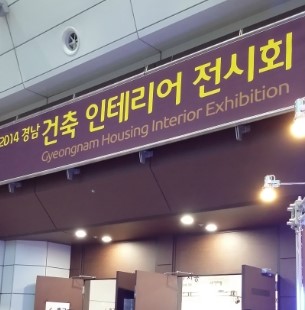 2014 경남 건축 인테리어 전시회
Gyeongnam Housing Interior Exhibition